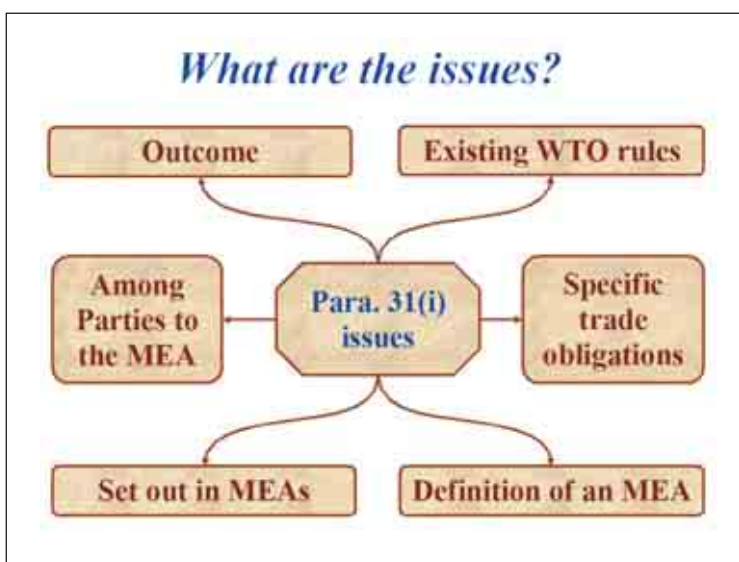 What are the issues?
Outcome
Existing WTO rules
Among
Parties to
the MEA
Para. 31(i)
issues
Specific
trade
obligations
Set out in MEAs
Definition of an MEA